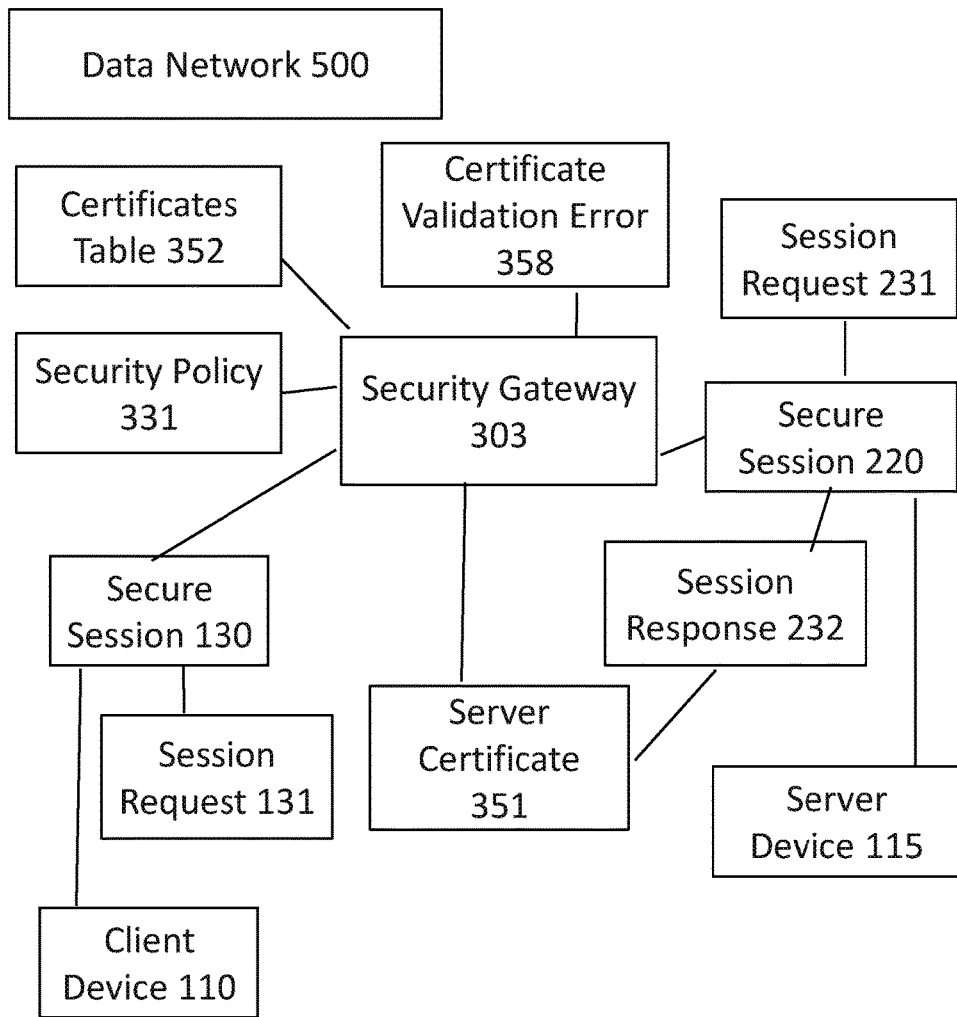 Data Network 500
Certificates
Table 352
Certificate
Validation Error
358
Session
Request 231
Security Policy
331
Security Gateway
303
Secure
Session 220
Secure
Session 130
Session
Response 232
Session
Request 131
Server
Certificate
351
Server
Device 115
Client
Device 110